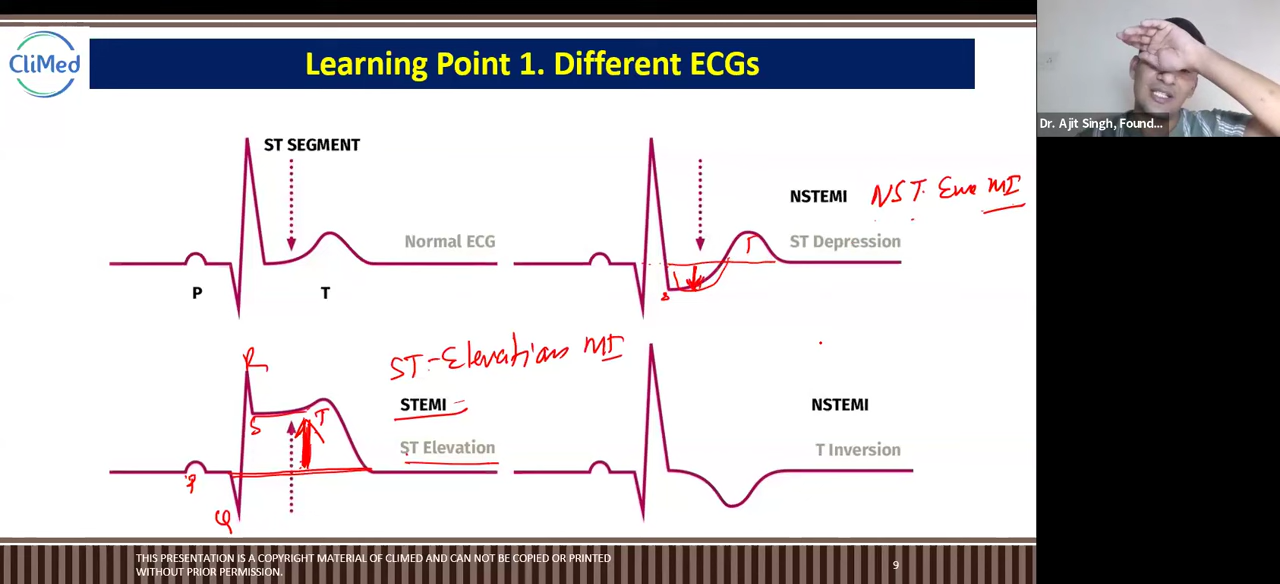 CliMed
Learning Point 1. Different ECGs
Dr. Ajit Singh, Found...
ST SEGMENT
Normal ECG
P
T
NSTEMI
NST. MI
ST Depression
T
s
ST-Elevations MI
R
S
T
P
Q
STEMI
ST Elevation
NSTEMI
T Inversion
THIS PRESENTATION IS A COPYRIGHT MATERIAL OF CLIMED AND CAN NOT BE COPIED OR PRINTED
WITHOUT PRIOR PERMISSION.
9